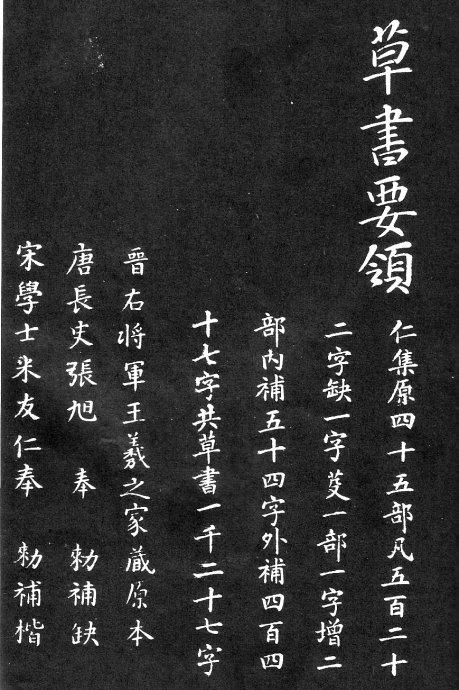 草書要領
仁集原四十五部凡五百二十
二字缺一字芟一部一字增二
部內補五十四字外補四百四
十七字共草書一千二十七字
晉右將軍王羲之家藏原本
唐長史張旭 奉 勑補缺
宋學士米友仁奉 勑補楷